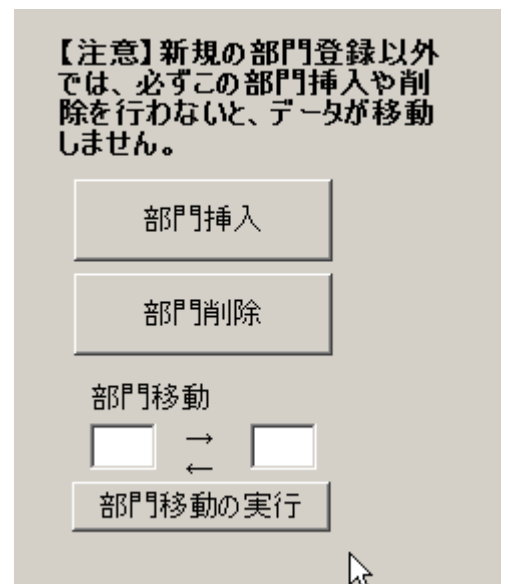 【注意】新規の部門登録以外
では、必ずこの部門挿入や削
除を行わないと、データが移動
しません。
部門挿入
部門削除
部門移動
→
←
部門移動の実行